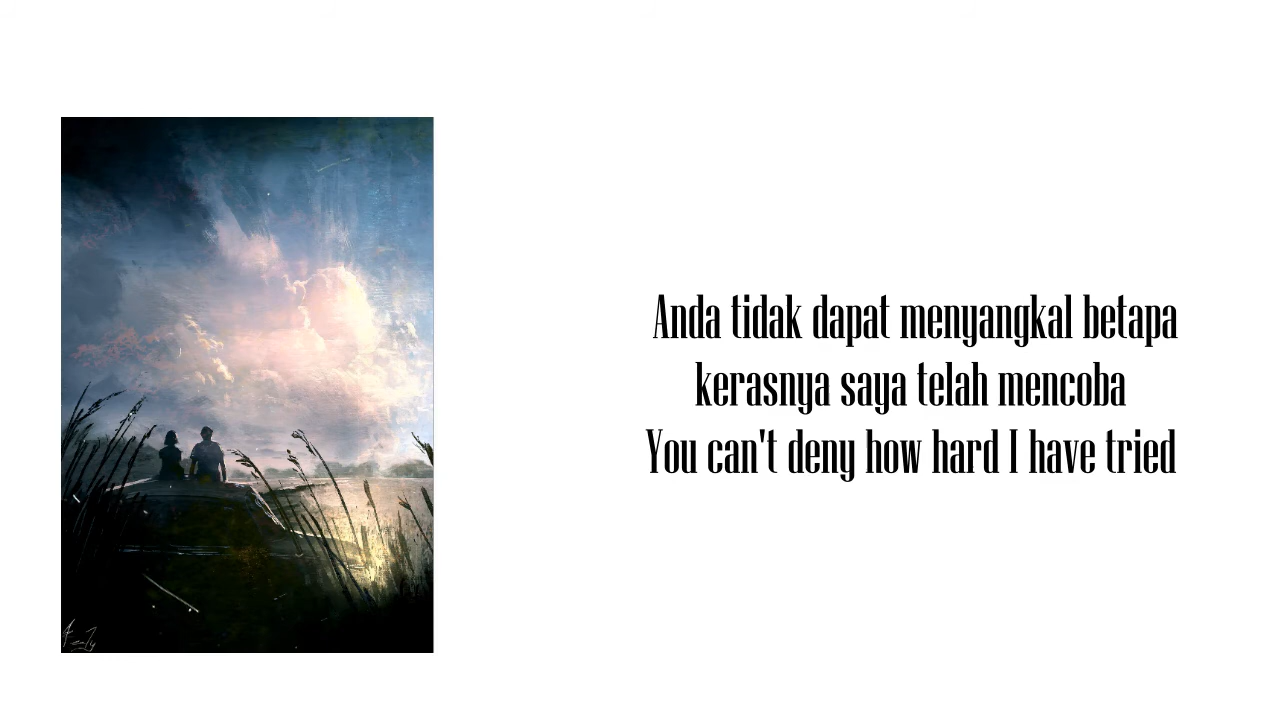 Anda tidak dapat menyangkal betapa
kerasnya saya telah mencoba
You can't deny how hard I have tried